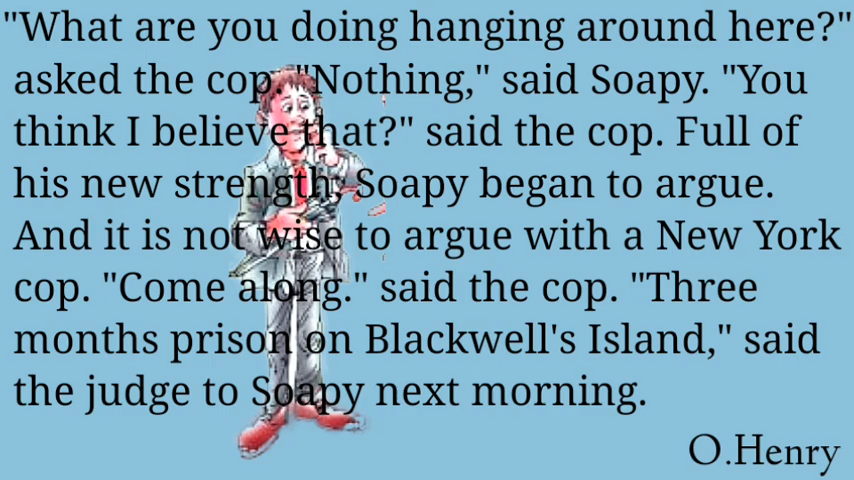 "What are you doing hanging around here?"
asked the cop. "Nothing," said Soapy. "You
think I believe that?" said the cop. Full of
his new strength, Soapy began to argue.
And it is not wise to argue with a New York
cop. "Come along." said the cop. "Three
months prison on Blackwell's Island," said
the judge to Soapy next morning.
O.Henry